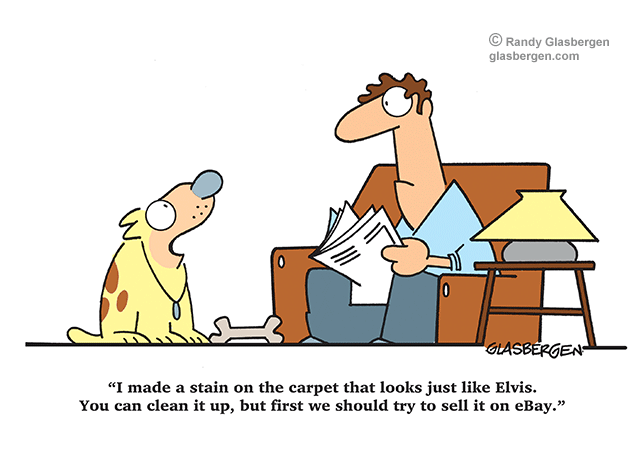 © Randy Glasbergen
glasbergen.com
GLASBERGEN
“I made a stain on the carpet that looks just like Elvis.
You can clean it up, but first we should try to sell it on eBay.”